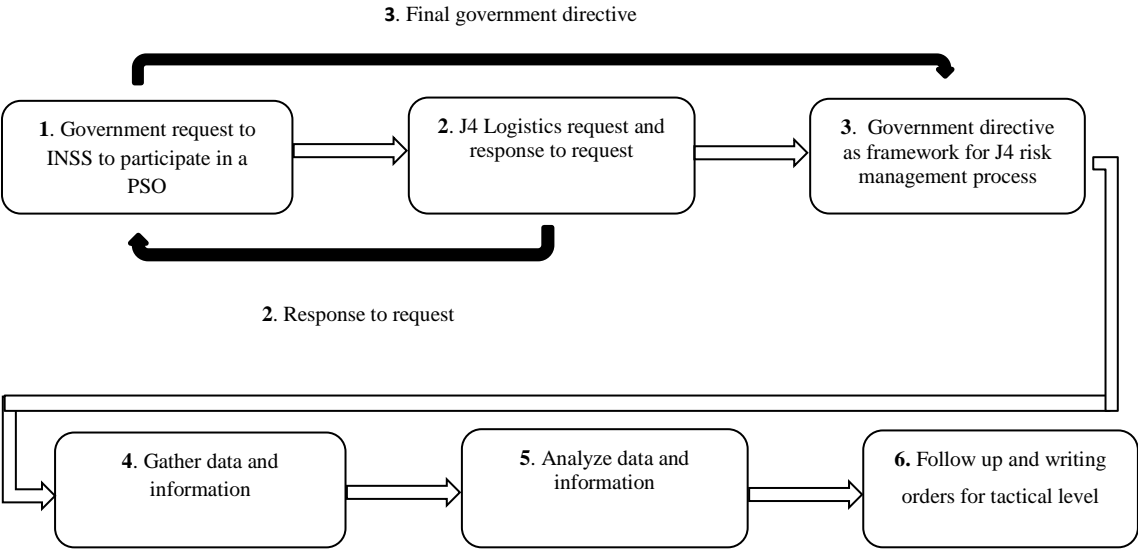 3. Final government directive
1. Government request to
INSS to participate in a
PSO
2. J4 Logistics request and
response to request
3. Government directive
as framework for J4 risk
management process
2. Response to request
4. Gather data and
information
5. Analyze data and
information
6. Follow up and writing
orders for tactical level